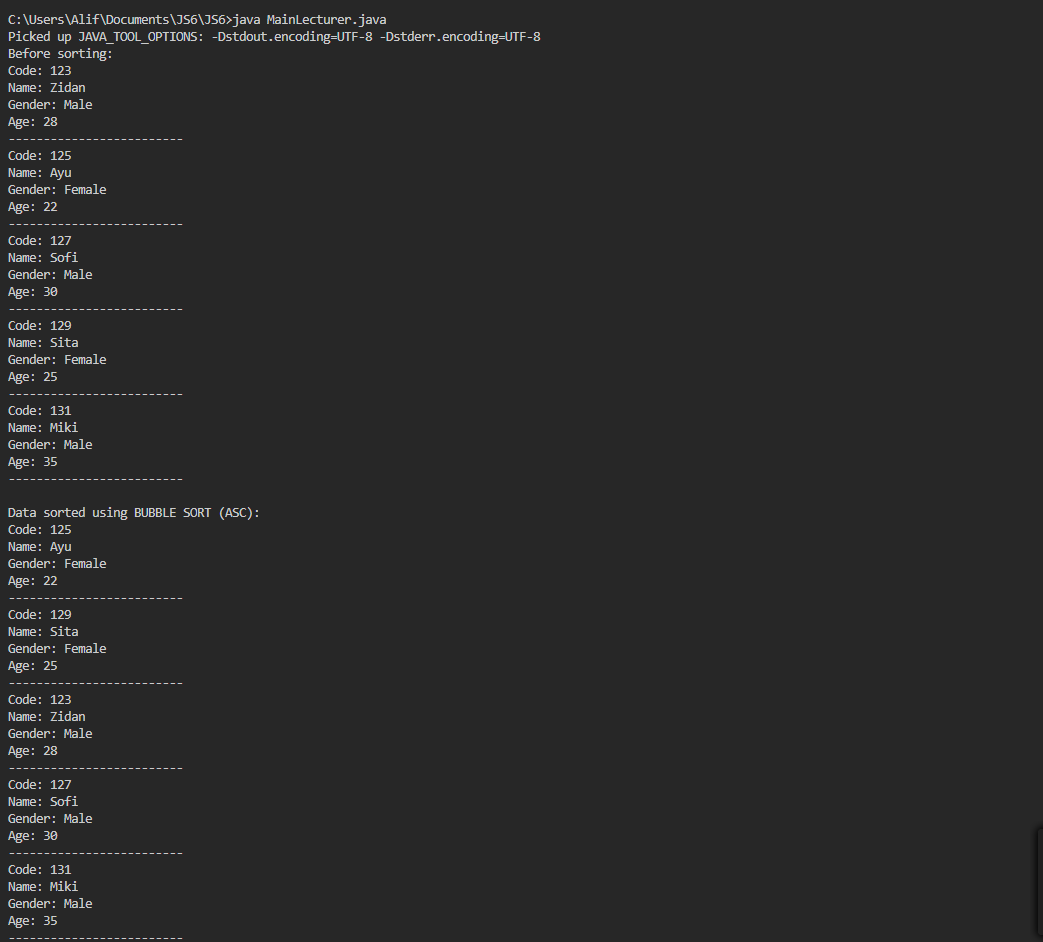 C:\Users\Alif\Documents\JS6\JS6>java MainLecturer.java
Picked up JAVA_TOOL_OPTIONS: -Dstdout.encoding=UTF-8 -Dstderr.encoding=UTF-8
Before sorting:
Code: 123
Name: Zidan
Gender: Male
Age: 28
-------------------------
Code: 125
Name: Ayu
Gender: Female
Age: 22
-------------------------
Code: 127
Name: Sofi
Gender: Male
Age: 30
-------------------------
Code: 129
Name: Sita
Gender: Female
Age: 25
-------------------------
Code: 131
Name: Miki
Gender: Male
Age: 35
-------------------------

Data sorted using BUBBLE SORT (ASC):
Code: 125
Name: Ayu
Gender: Female
Age: 22
-------------------------
Code: 129
Name: Sita
Gender: Female
Age: 25
-------------------------
Code: 123
Name: Zidan
Gender: Male
Age: 28
-------------------------
Code: 127
Name: Sofi
Gender: Male
Age: 30
-------------------------
Code: 131
Name: Miki
Gender: Male
Age: 35
-------------------------